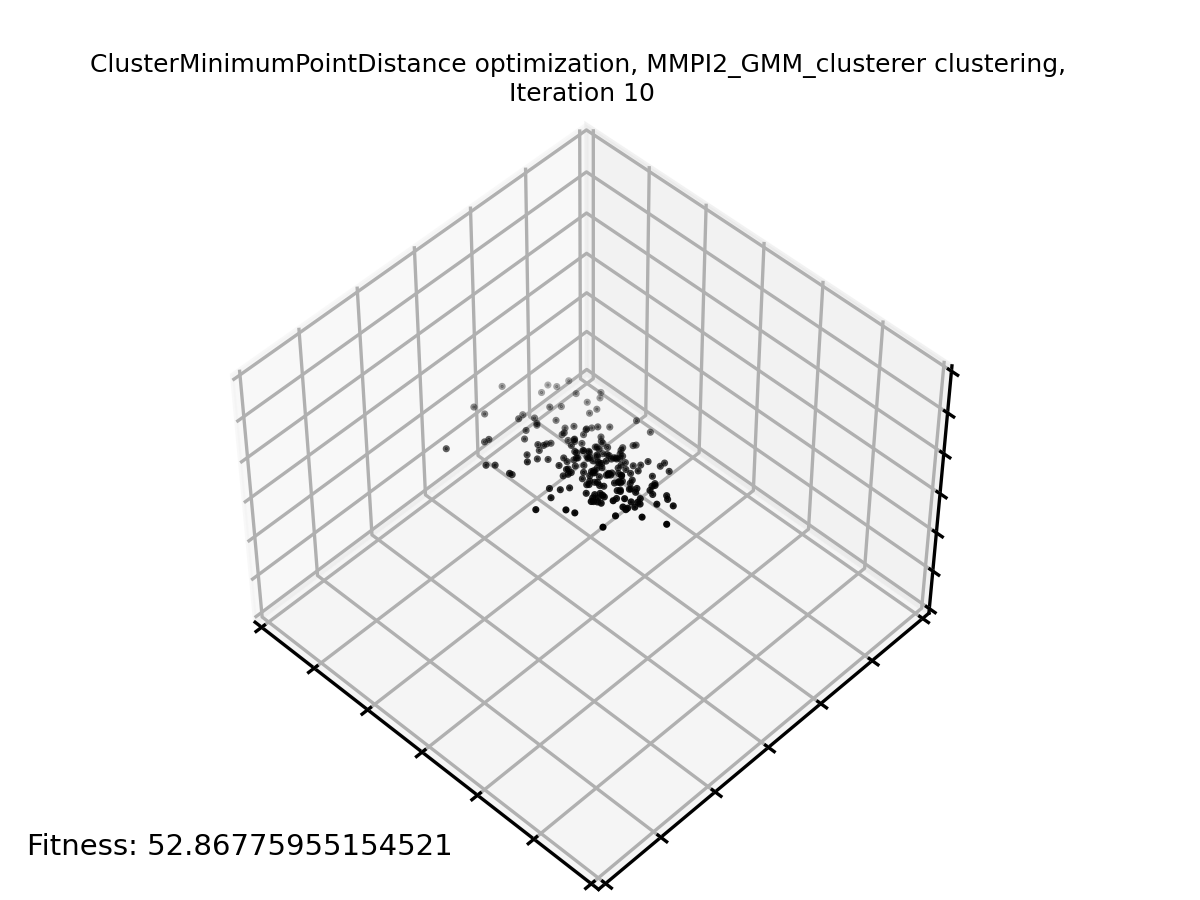 ClusterMinimumPointDistance optimization, MMPI2_GMM_clusterer clustering,
Iteration 10
Fitness: 52.86775955154521